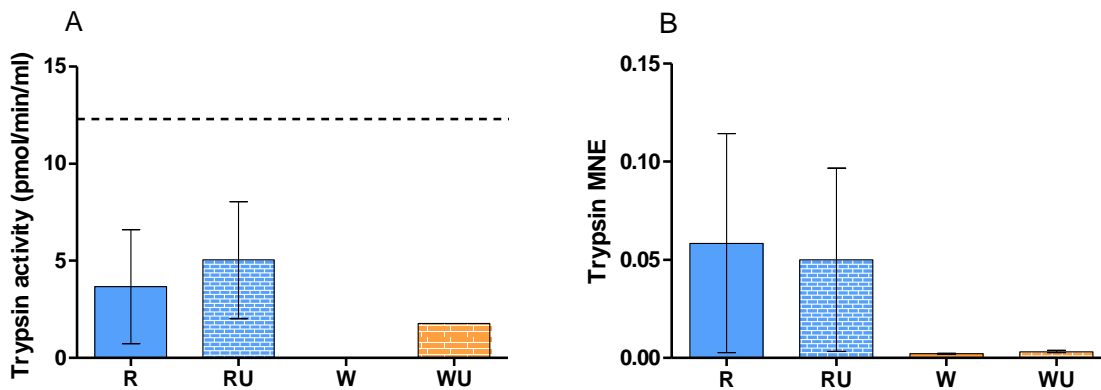 A
Trypsin activity (pmol/min/ml)
15
10
5
0
R RU W WU
B
Trypsin MNE
0.15
0.10
0.05
0.00
R RU W WU